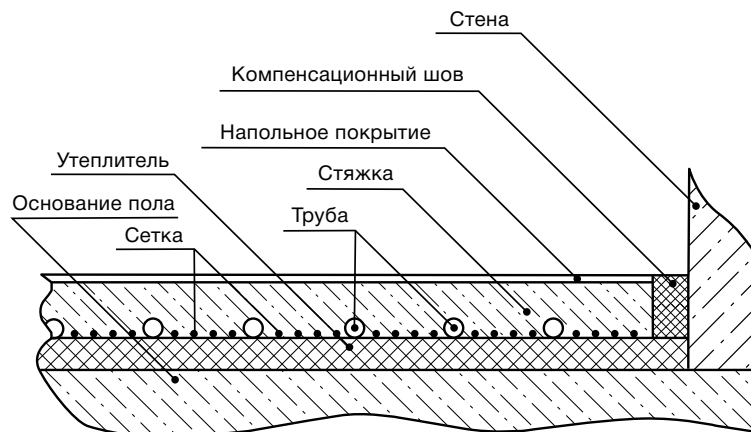 Стена
Компенсационный шов
Напольное покрытие
Утеплитель
Стяжка
Основание пола
Сетка
Труба